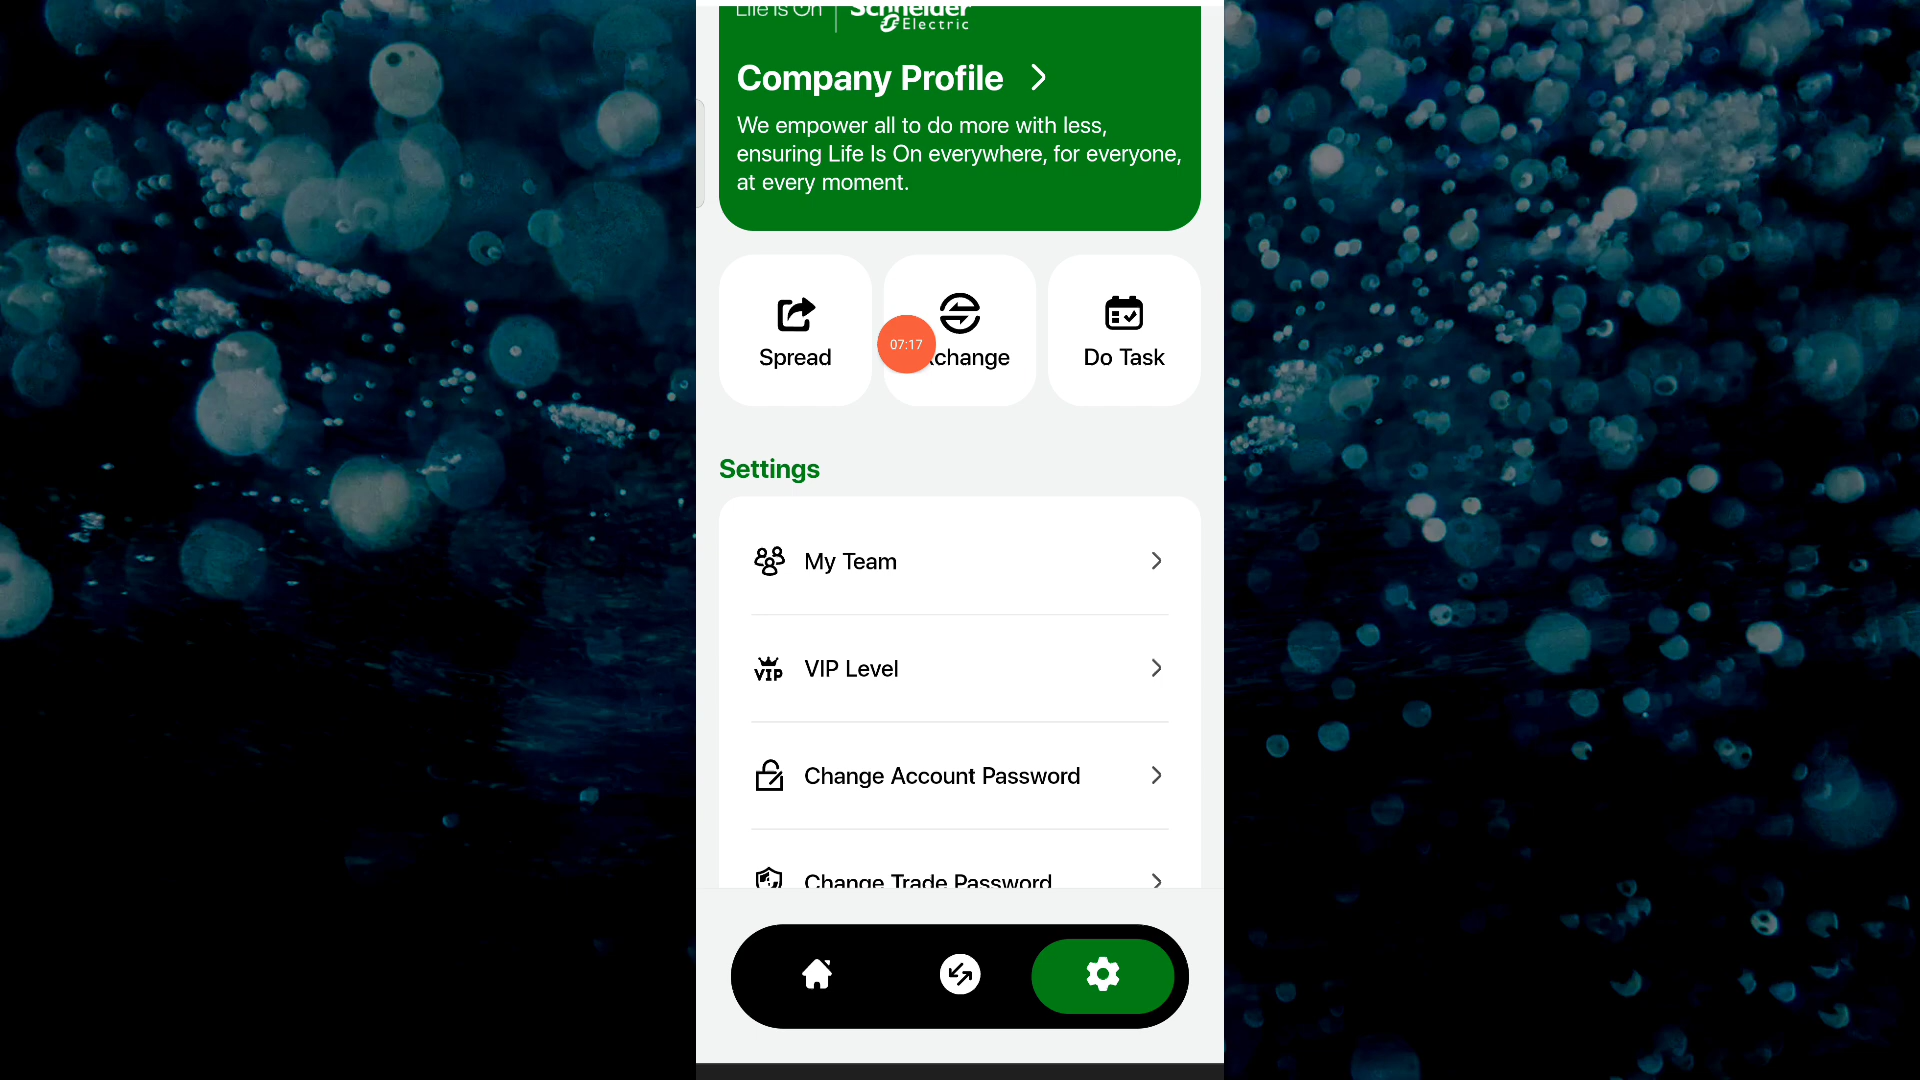 Life Is On
Schneider
Electric
Company Profile
We empower all to do more with less,
ensuring Life Is On everywhere, for everyone,
at every moment.
Spread
07:17
change
Do Task
Settings
My Team
VIP
VIP Level
Change Account Password
Change Trade Password